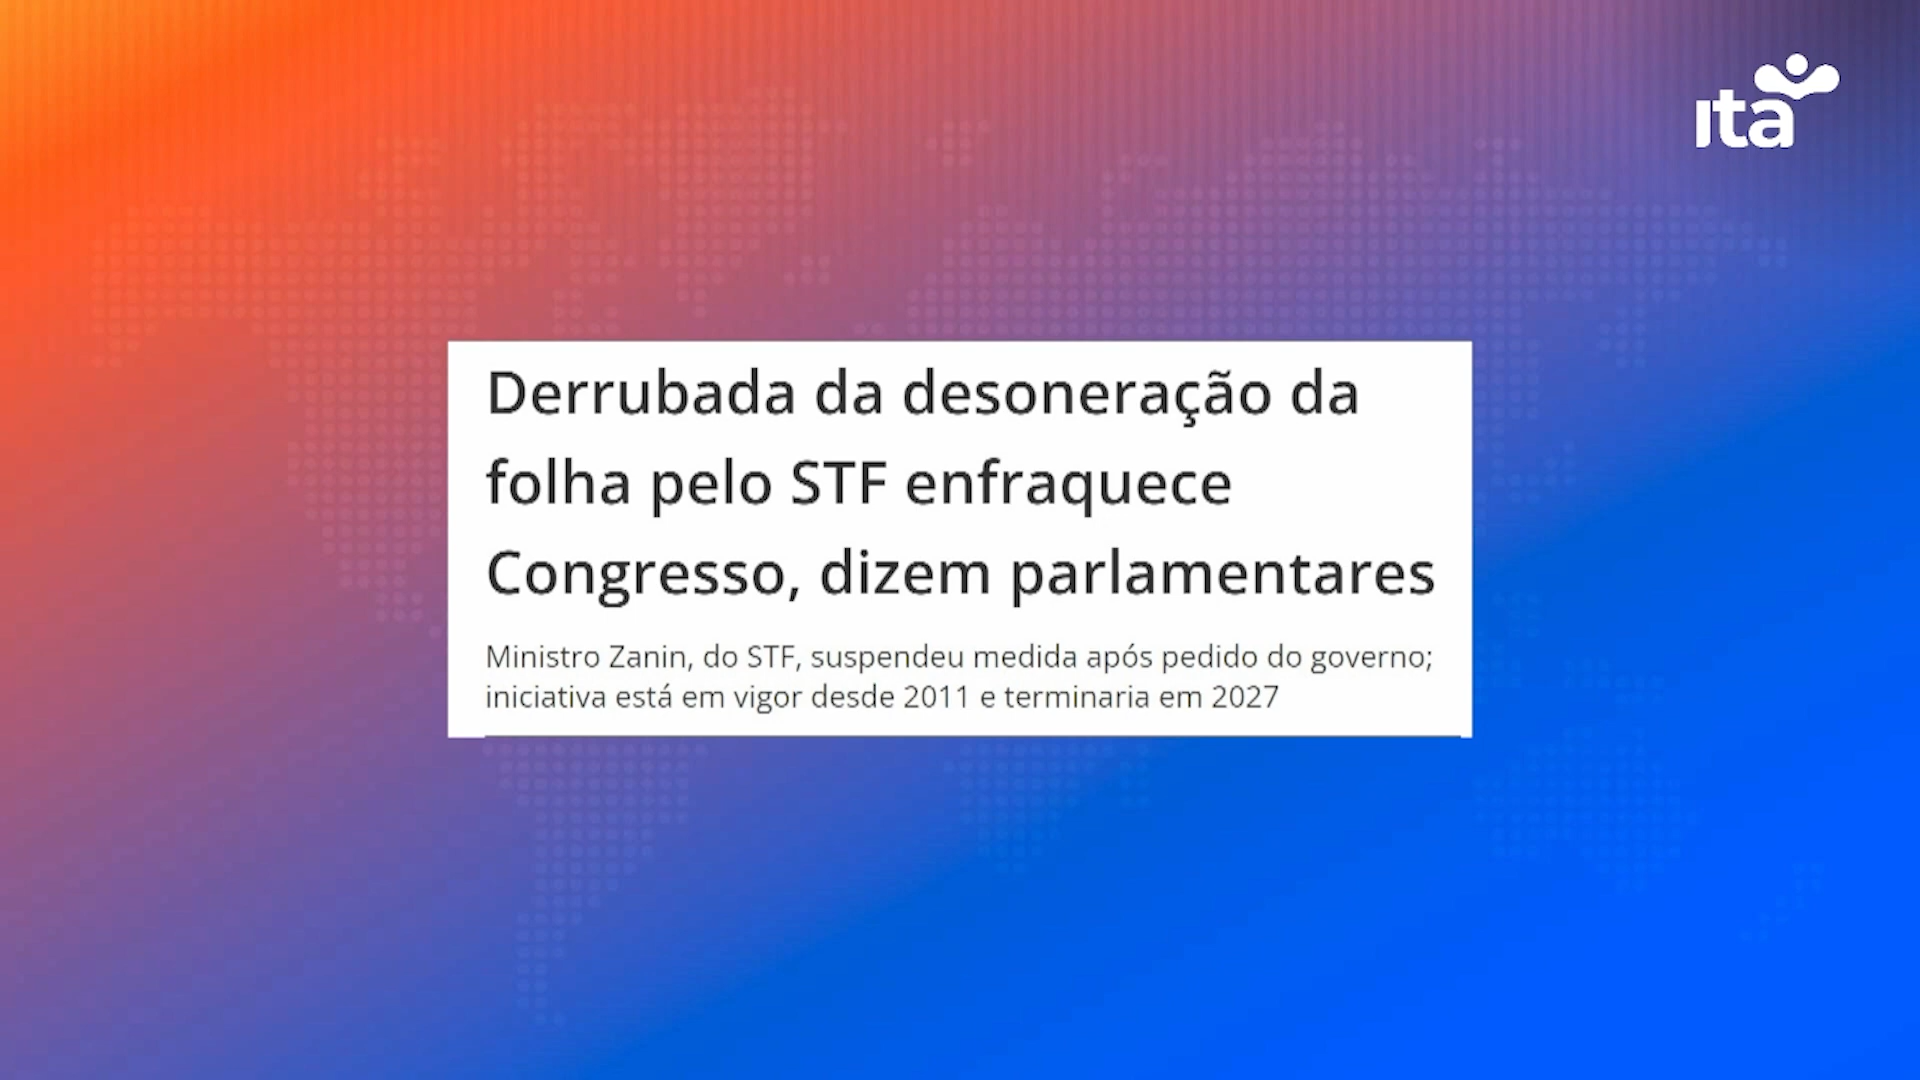 ita
Derrubada da desoneração da
folha pelo STF enfraquece
Congresso, dizem parlamentares
Ministro Zanin, do STF, suspendeu medida após pedido do governo;
iniciativa está em vigor desde 2011 e terminaria em 2027